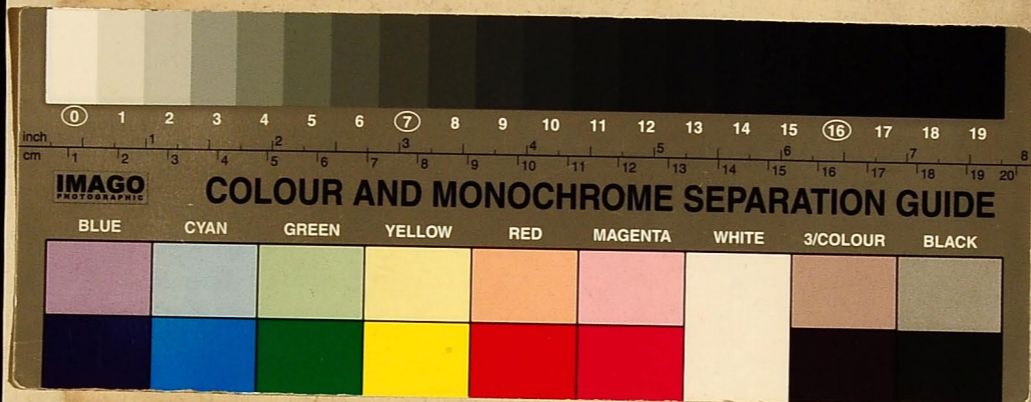 0 1 2 3 4 5 6 7 8 9 10 11 12 13 14 15 16 17 18 19
inch 1 2 3 4 5 6 7 8
cm 1 2 3 4 5 6 7 8 9 10 11 12 13 14 15 16 17 18 19 20
IMAGO
PHOTOGRAPHIC
COLOUR AND MONOCHROME SEPARATION GUIDE
BLUE CYAN GREEN YELLOW RED MAGENTA WHITE 3/COLOUR BLACK